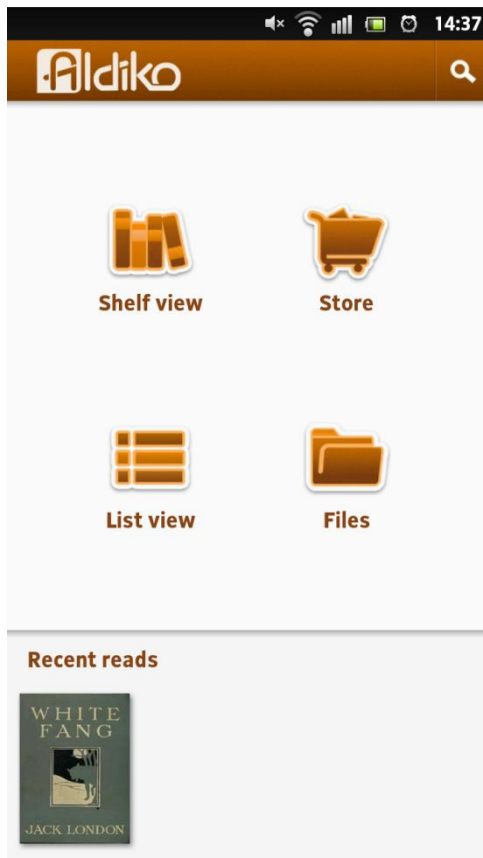 14:37
Aldiko
Shelf view
Store
List view
Files
Recent reads
WHITE
FANG
JACK LONDON